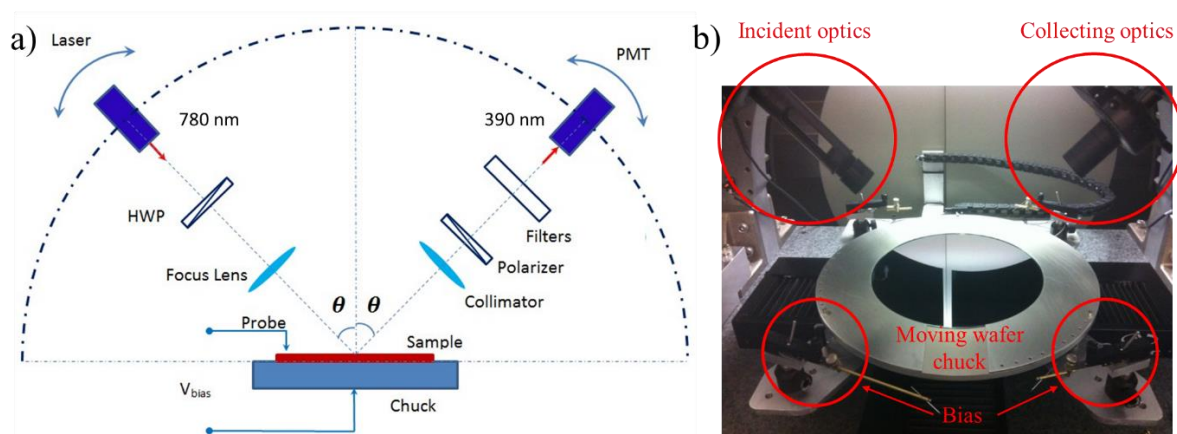 a)
Laser
780 nm
HWP
Focus Lens
θ θ
Probe
Sample
Vbias
Chuck
PMT
390 nm
Filters
Polarizer
Collimator
b)
Incident optics
Collecting optics
Moving wafer
chuck
Bias